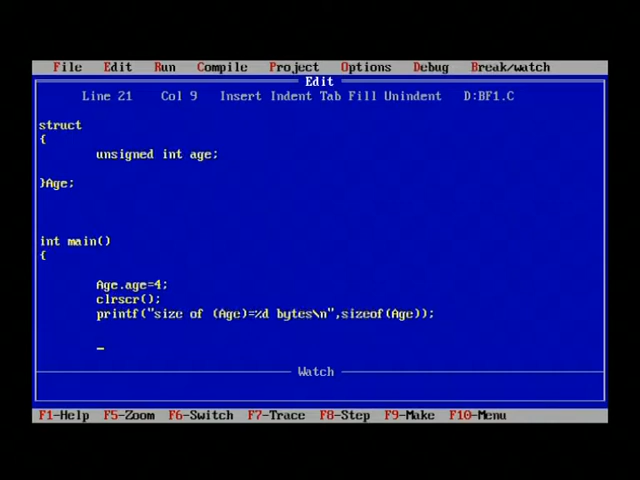 File Edit Run Compile Project Options Debug Break/watch
Edit
Line 21 Col 9 Insert Indent Tab Fill Unindent D:BF1.C
struct
{
unsigned int age;
}Age;
int main()
{
Age.age=4;
clrscr();
printf("size of (Age)=%d bytes\n",sizeof(Age));
Watch
F1-Help F5-Zoom F6-Switch F7-Trace F8-Step F9-Make F10-Menu